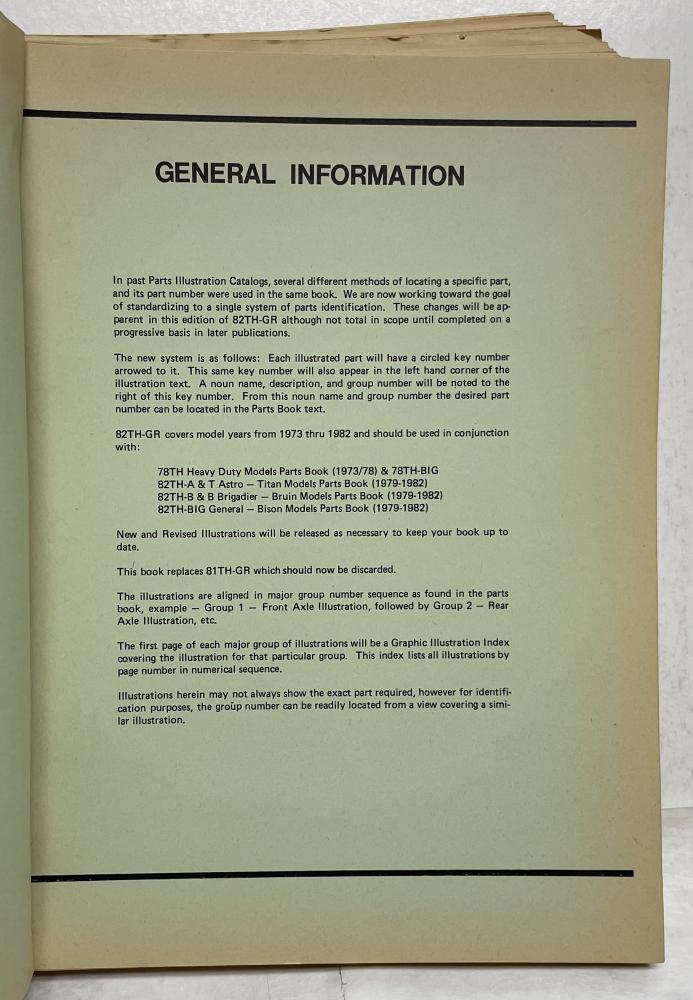 GENERAL INFORMATION
In past Parts Illustration Catalogs, several different methods of locating a specific part,
and its part number were used in the same book. We are now working toward the goal
of standardizing to a single system of parts identification. These changes will be ap-
parent in this edition of 82TH-GR although not total in scope until completed on a
progressive basis in later publications.
The new system is as follows: Each illustrated part will have a circled key number
arrowed to it. This same key number will also appear in the left hand corner of the
illustration text. A noun name, description, and group number will be noted to the
right of this key number. From this noun name and group number the desired part
number can be located in the Parts Book text.
82TH-GR covers model years from 1973 thru 1982 and should be used in conjunction
with:
78TH Heavy Duty Models Parts Book (1973/78) & 78TH-BIG
82TH-A & T Astro — Titan Models Parts Book (1979-1982)
82TH-B & B Brigadier — Bruin Models Parts Book (1979-1982)
82TH-BIG General — Bison Models Parts Book (1979-1982)
New and Revised Illustrations will be released as necessary to keep your book up to
date.
This book replaces 81TH-GR which should now be discarded.
The illustrations are aligned in major group number sequence as found in the parts
book, example — Group 1 — Front Axle Illustration, followed by Group 2 — Rear
Axle Illustration, etc.
The first page of each major group of illustrations will be a Graphic Illustration Index
covering the illustration for that particular group. This index lists all illustrations by
page number in numerical sequence.
Illustrations herein may not always show the exact part required, however for identifi-
cation purposes, the group number can be readily located from a view covering a simi-
lar illustration.